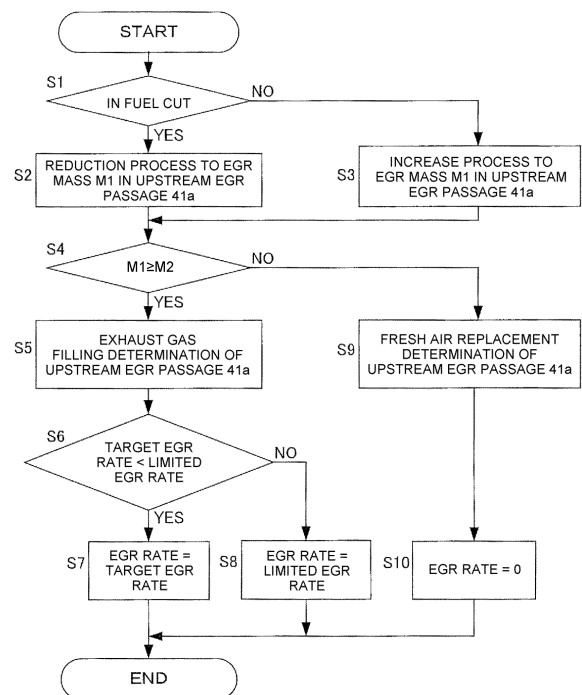 START
S1
IN FUEL CUT
NO
YES
S2
REDUCTION PROCESS TO EGR
MASS M1 IN UPSTREAM EGR
PASSAGE 41a
S3
INCREASE PROCESS TO
EGR MASS M1 IN UPSTREAM
EGR PASSAGE 41a
S4
M1≥M2
NO
YES
S5
EXHAUST GAS
FILLING DETERMINATION OF
UPSTREAM EGR PASSAGE 41a
S9
FRESH AIR REPLACEMENT
DETERMINATION OF
UPSTREAM EGR PASSAGE 41a
S6
TARGET EGR
RATE < LIMITED
EGR RATE
NO
YES
S7
EGR RATE =
TARGET EGR
RATE
S8
EGR RATE =
LIMITED EGR
RATE
S10
EGR RATE = 0
END